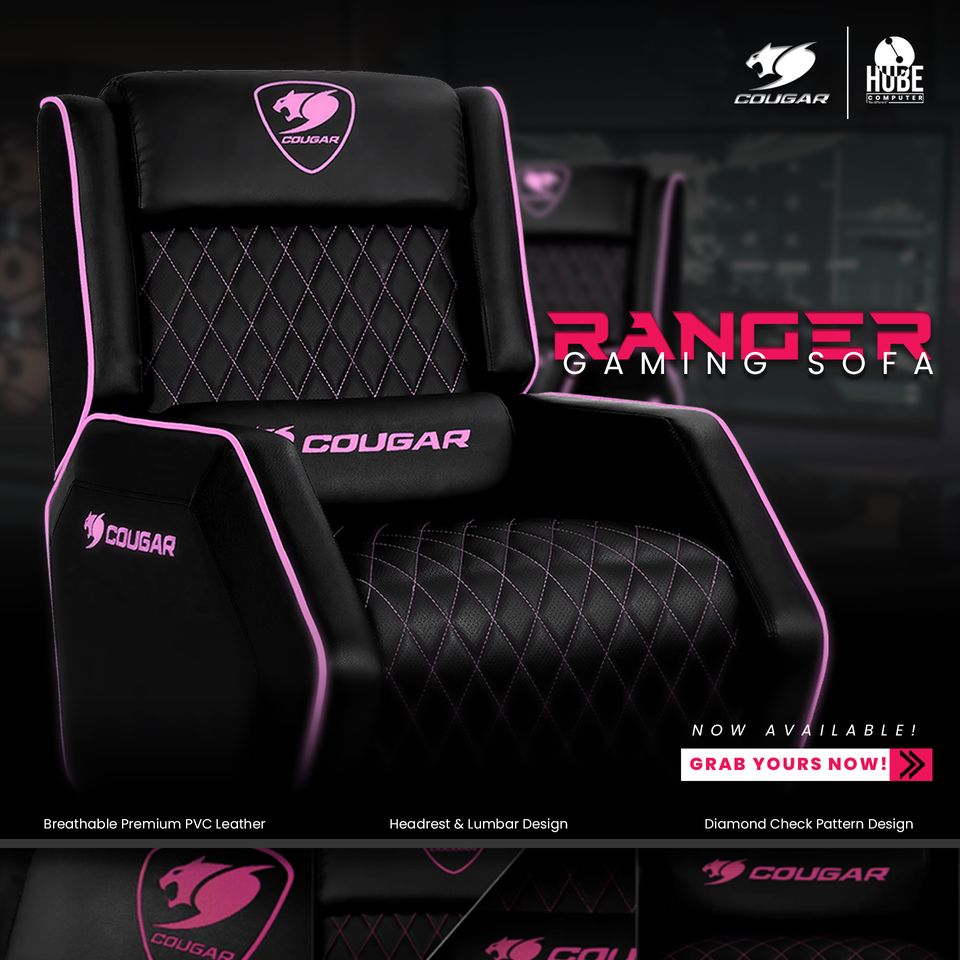 COUGAR
HUBE
COMPUTER
COUGAR
RANGER
GAMING SOFA
COUGAR
COUGAR
NOW AVAILABLE!
GRAB YOURS NOW!
Breathable Premium PVC Leather
Headrest & Lumbar Design
Diamond Check Pattern Design
COUGAR
COUGAR
COUGAR